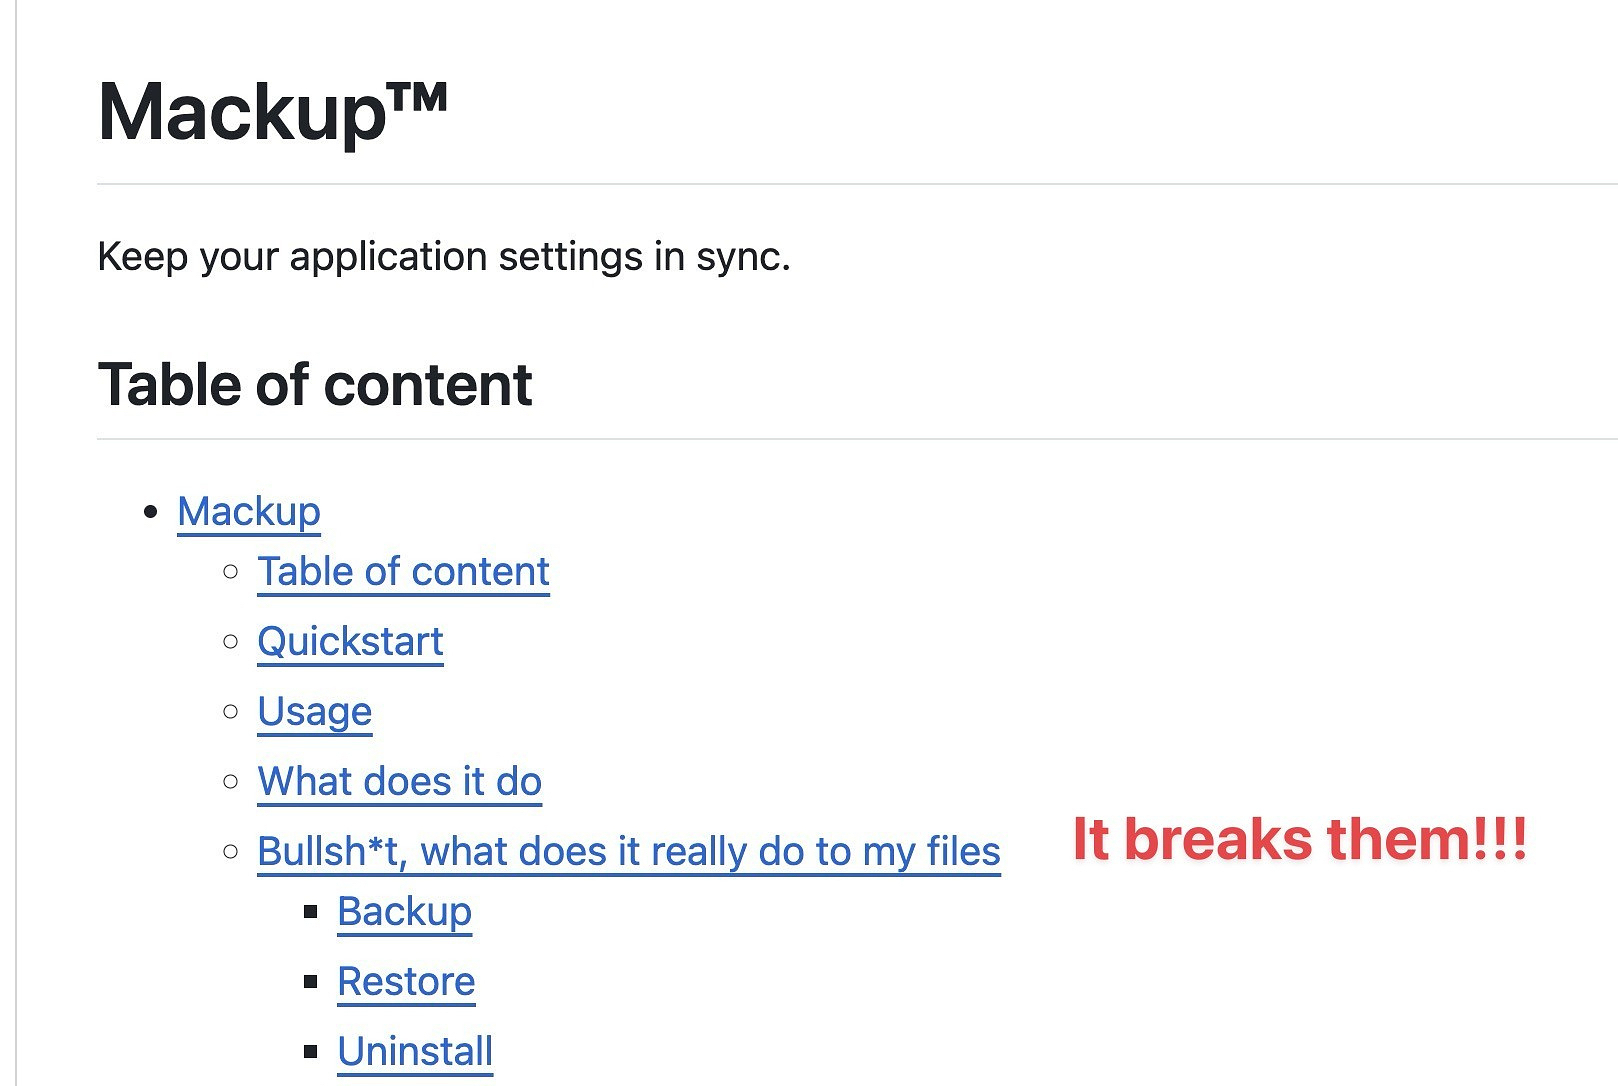 Mackup™
Keep your application settings in sync.
Table of content
Mackup
Table of content
Quickstart
Usage
What does it do
Bullsh*t, what does it really do to my files
It breaks them!!!
Backup
Restore
Uninstall